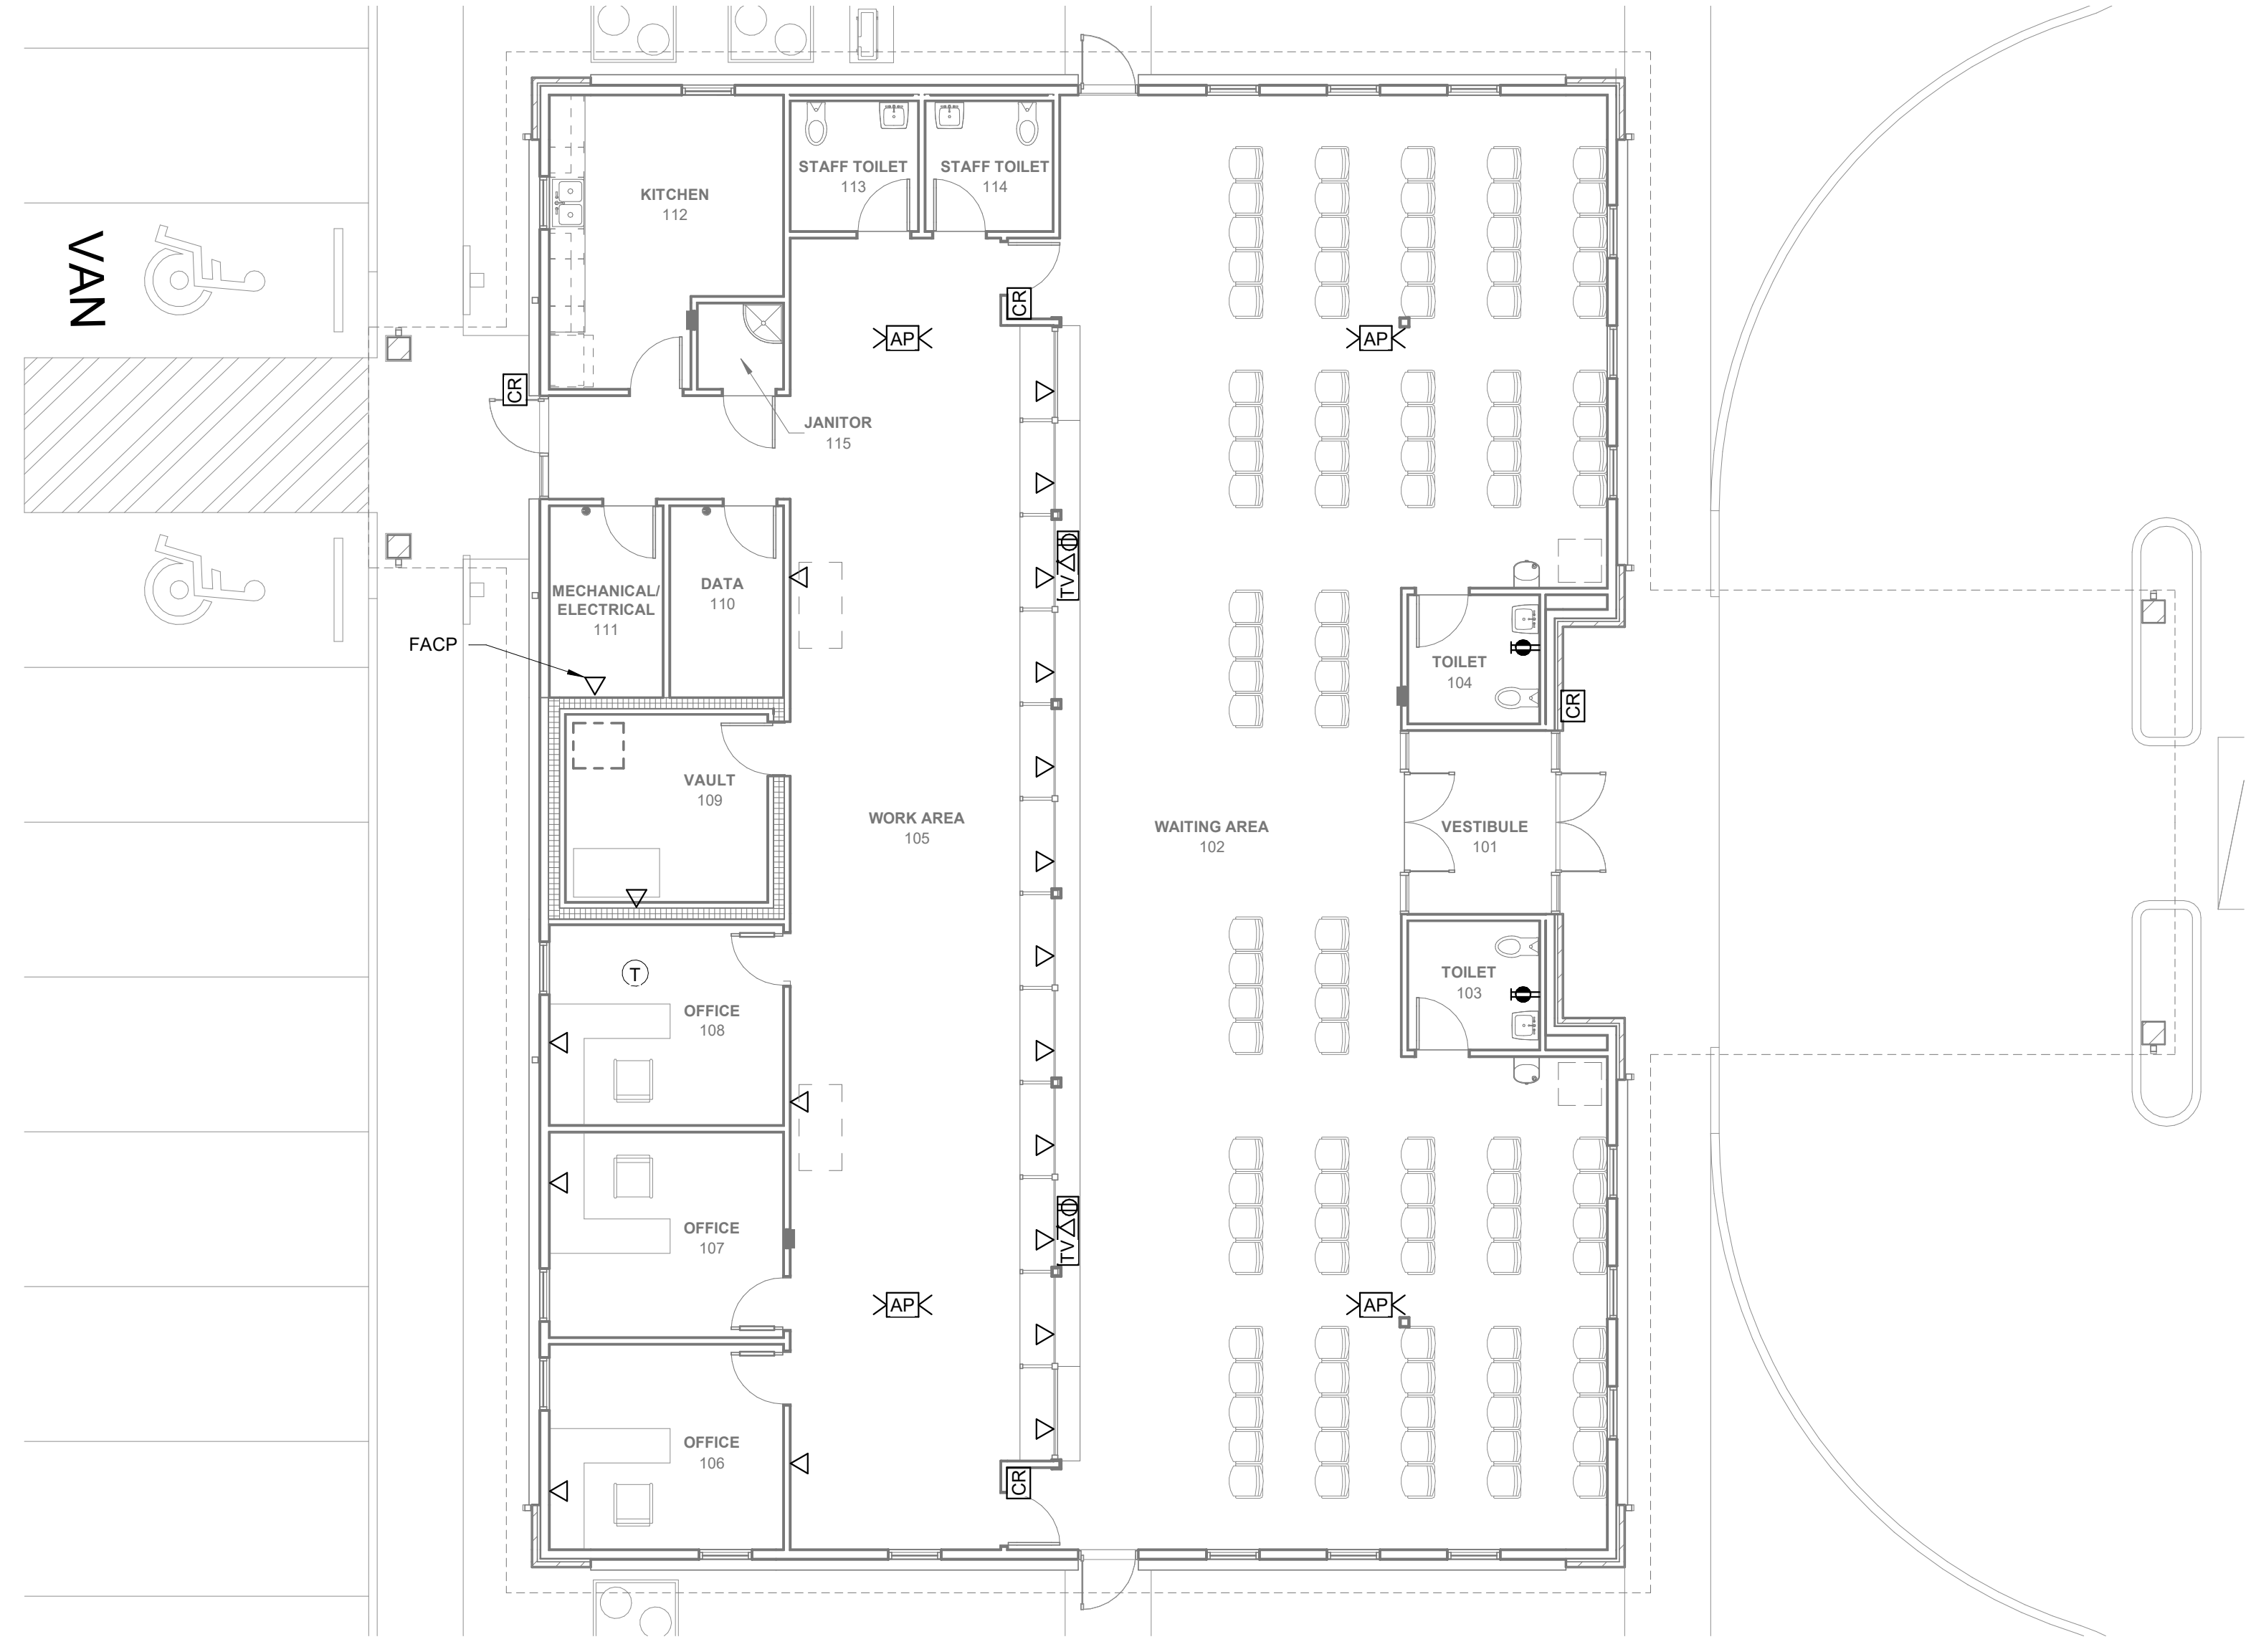 STAFF TOILET
113
STAFF TOILET
114
KITCHEN
112
VAN
CR
AP
AP
CR
JANITOR
115
TV
MECHANICAL/
ELECTRICAL
111
DATA
110
FACP
TOILET
104
CR
VAULT
109
WORK AREA
105
WAITING AREA
102
VESTIBULE
101
T
OFFICE
108
TOILET
103
OFFICE
107
TV
AP
AP
OFFICE
106
CR